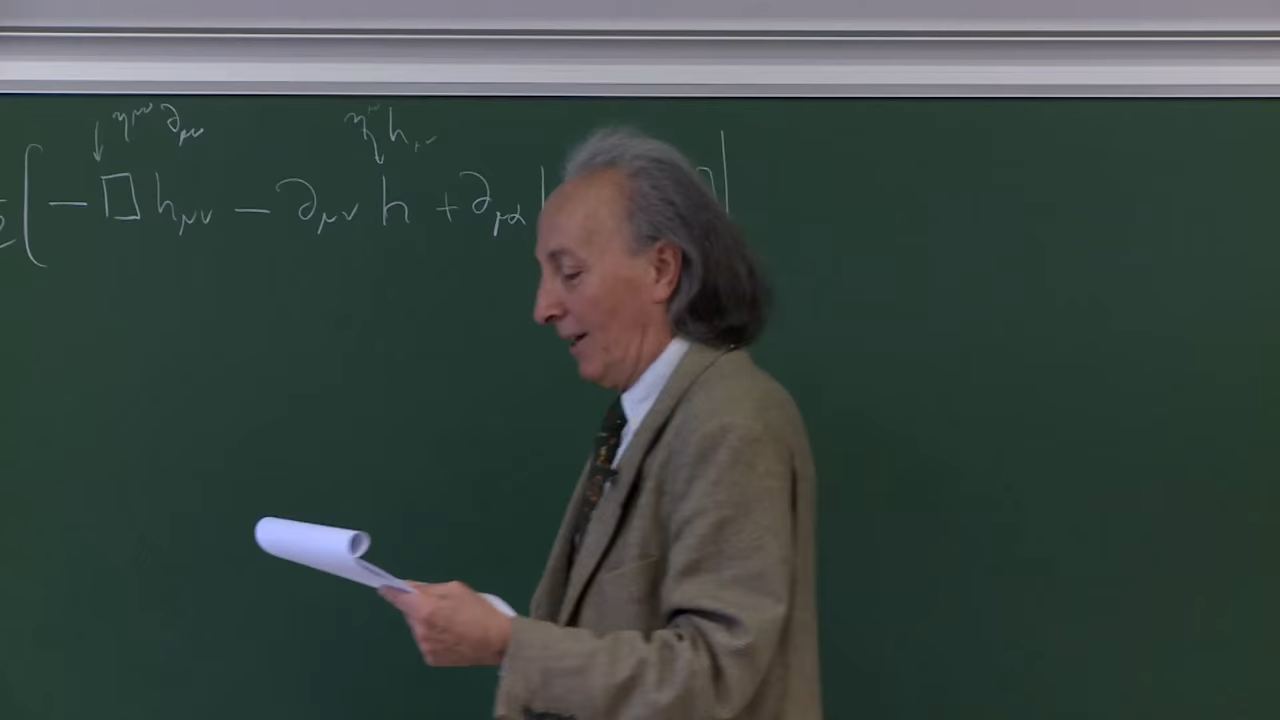 η^{μν} ∂_{μν} η^{μν} h_{μν}
[ - □ h_{μν} - ∂_{μν} h + ∂_{μα}